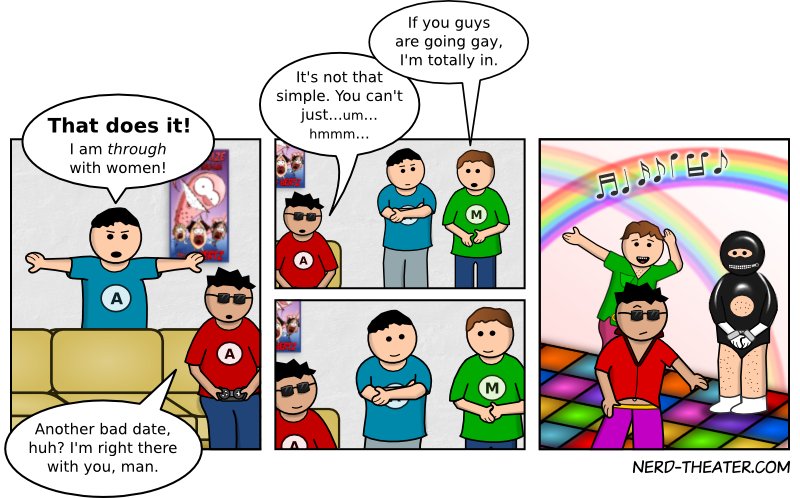 That does it!
I am through
with women!
A
A
Another bad date,
huh? I'm right there
with you, man.
It's not that
simple. You can't
just...um...
hmmm...
If you guys
are going gay,
I'm totally in.
A
A
M
A
A
M
NERD-THEATER.COM